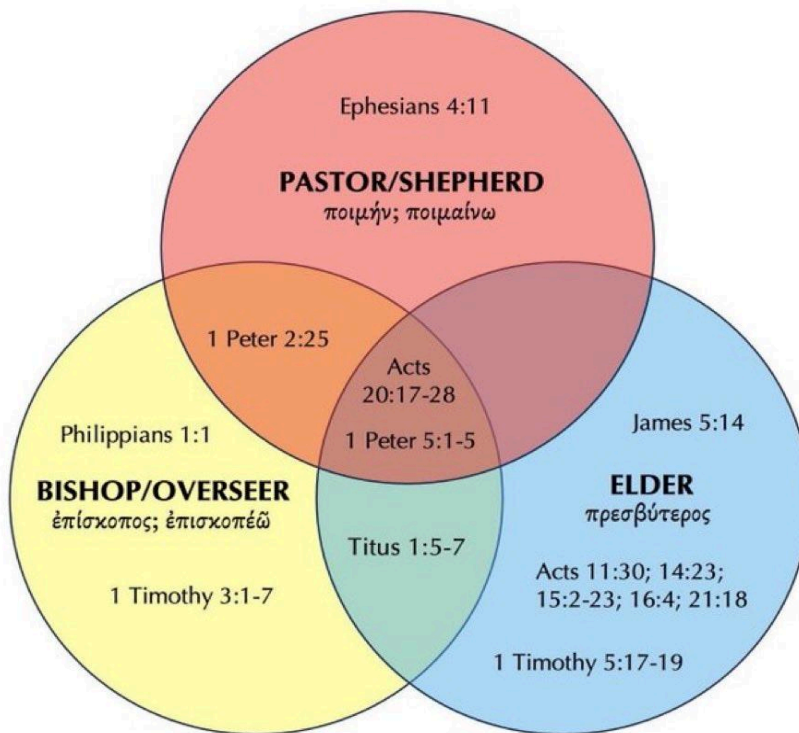 Ephesians 4:11
PASTOR/SHEPHERD
ποιμήν; ποιμαίνω
1 Peter 2:25
Acts
20:17-28
1 Peter 5:1-5
Philippians 1:1
BISHOP/OVERSEER
ἐπίσκοπος; ἐπισκοπέῶ
1 Timothy 3:1-7
Titus 1:5-7
James 5:14
ELDER
πρεσβύτερος
Acts 11:30; 14:23;
15:2-23; 16:4; 21:18
1 Timothy 5:17-19